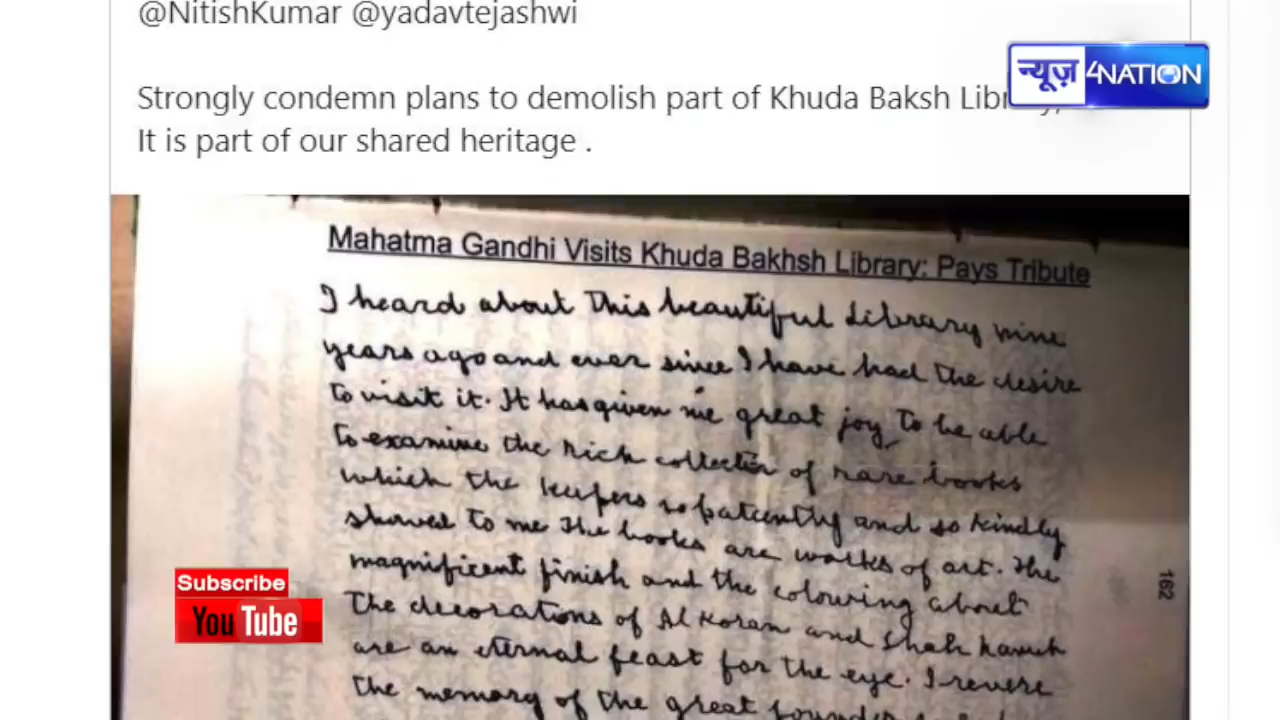 @NitishKumar @yadavtejashwi
न्यूज़ 4NATION
Strongly condemn plans to demolish part of Khuda Baksh
It is part of our shared heritage .
Mahatma Gandhi Visits Khuda Bakhsh Library: Pays Tribute
I heard about this beautiful Library nine
years ago and ever since I have had the desire
to visit it. It has given me great joy to be able
to examine the rich collection of rare books
which the keepers so patiently and so kindly
showed to me The books are works of art. The
magnificent finish and the colouring about
the decorations of Al Koran and Shah
are an eternal feast for the eye. I revere
the memory of the great founder
162
Subscribe
YouTube